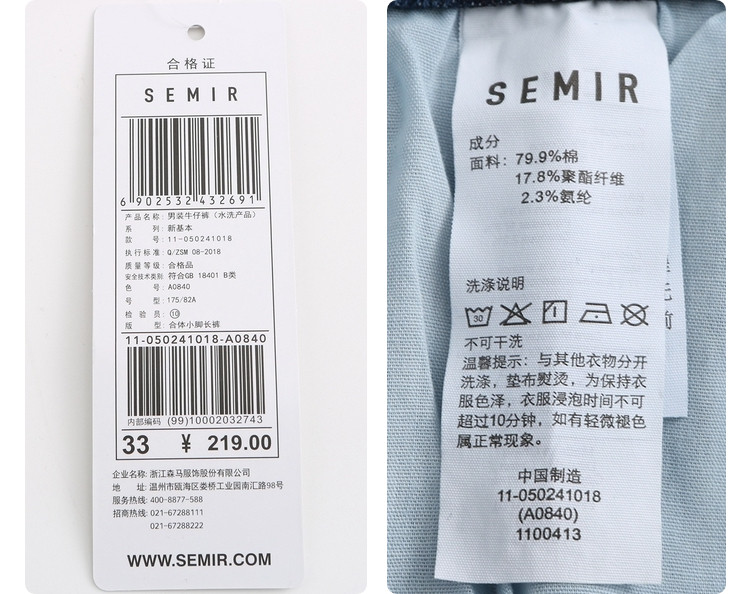 合格证
SEMIR
6 902532 432691
产品名称: 男装牛仔裤 (水洗产品)
系 列: 新基本
款 号: 11-050241018
执行标准: Q/ZSM 08-2018
质量等级: 合格品
安全技术类别: 符合GB 18401 B类
色 号: A0840
号 型: 175/82A
检 验 员: ⑩
版 型: 合体小脚长裤
11-050241018-A0840
内部编码 (99)10002032743
33 ¥ 219.00
企业名称: 浙江森马服饰股份有限公司
地 址: 温州市瓯海区娄桥工业园南汇路98号
服务热线: 400-8877-588
招商热线: 021-67288111
021-67288222
WWW.SEMIR.COM
SEMIR
成分
面料: 79.9%棉
17.8%聚酯纤维
2.3%氨纶
洗涤说明
30
不可干洗
温馨提示: 与其他衣物分开
洗涤, 垫布熨烫, 为保持衣
服色泽, 衣服浸泡时间不可
超过10分钟, 如有轻微褪色
属正常现象。
中国制造
11-050241018
(A0840)
1100413